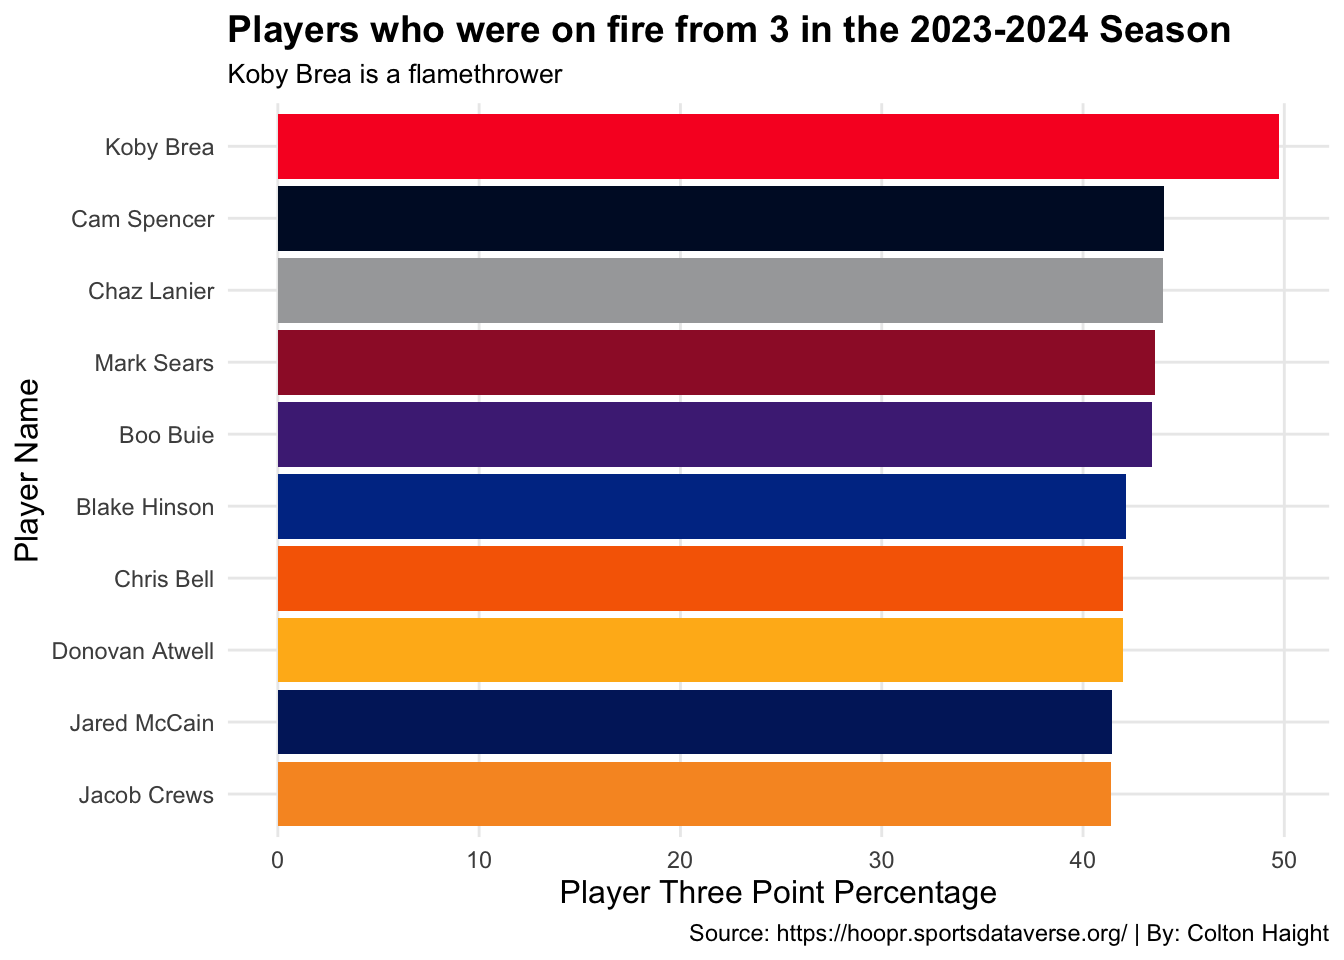 Players who were on fire from 3 in the 2023-2024 Season
Koby Brea is a flamethrower
Player Name
Koby Brea
Cam Spencer
Chaz Lanier
Mark Sears
Boo Buie
Blake Hinson
Chris Bell
Donovan Atwell
Jared McCain
Jacob Crews
0 10 20 30 40 50
Player Three Point Percentage
Source: https://hoopr.sportsdataverse.org/ | By: Colton Haight